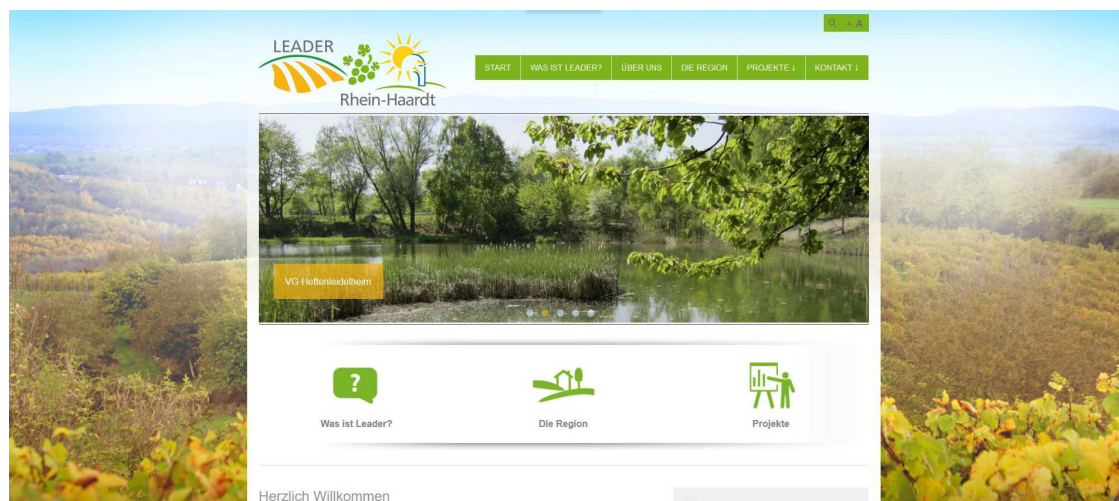 A A
LEADER
Rhein-Haardt
START WAS IST LEADER? ÜBER UNS DIE REGION PROJEKTE ↓ KONTAKT ↓
VG Hettenleidelheim
?
Was ist Leader? Die Region Projekte
Herzlich Willkommen